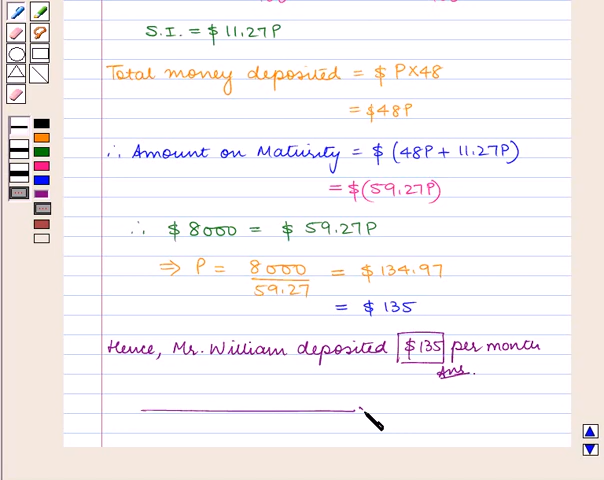 S.I. = $ 11.27P
Total money deposited = $ P×48
= $48P
∴ Amount on Maturity = $ (48P + 11.27P)
= $(59.27P)
∴ $ 8000 = $ 59.27P
⇒ P = 8000/59.27 = $134.97
= $ 135
Hence, Mr. William deposited $135 per month
Ans.